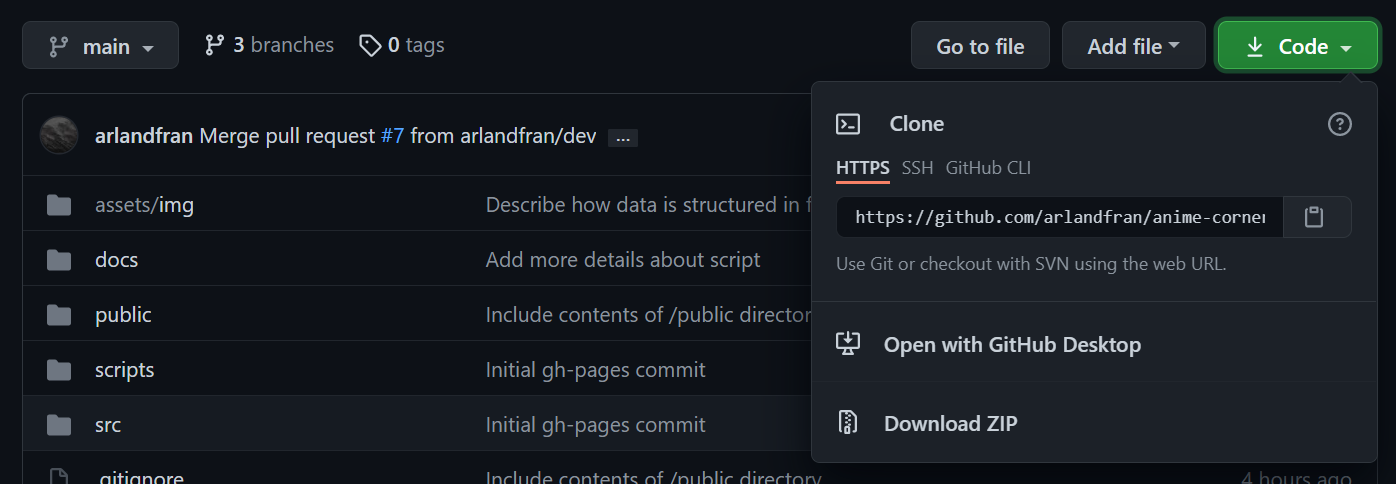 main 3 branches 0 tags Go to file Add file Code
arlandfran Merge pull request #7 from arlandfran/dev ...
assets/img Describe how data is structured in f
docs Add more details about script
public Include contents of /public director
scripts Initial gh-pages commit
src Initial gh-pages commit
.gitignore Include contents of /public directory 4 hours ago
Clone
HTTPS SSH GitHub CLI
https://github.com/arlandfran/anime-corner
Use Git or checkout with SVN using the web URL.
Open with GitHub Desktop
Download ZIP